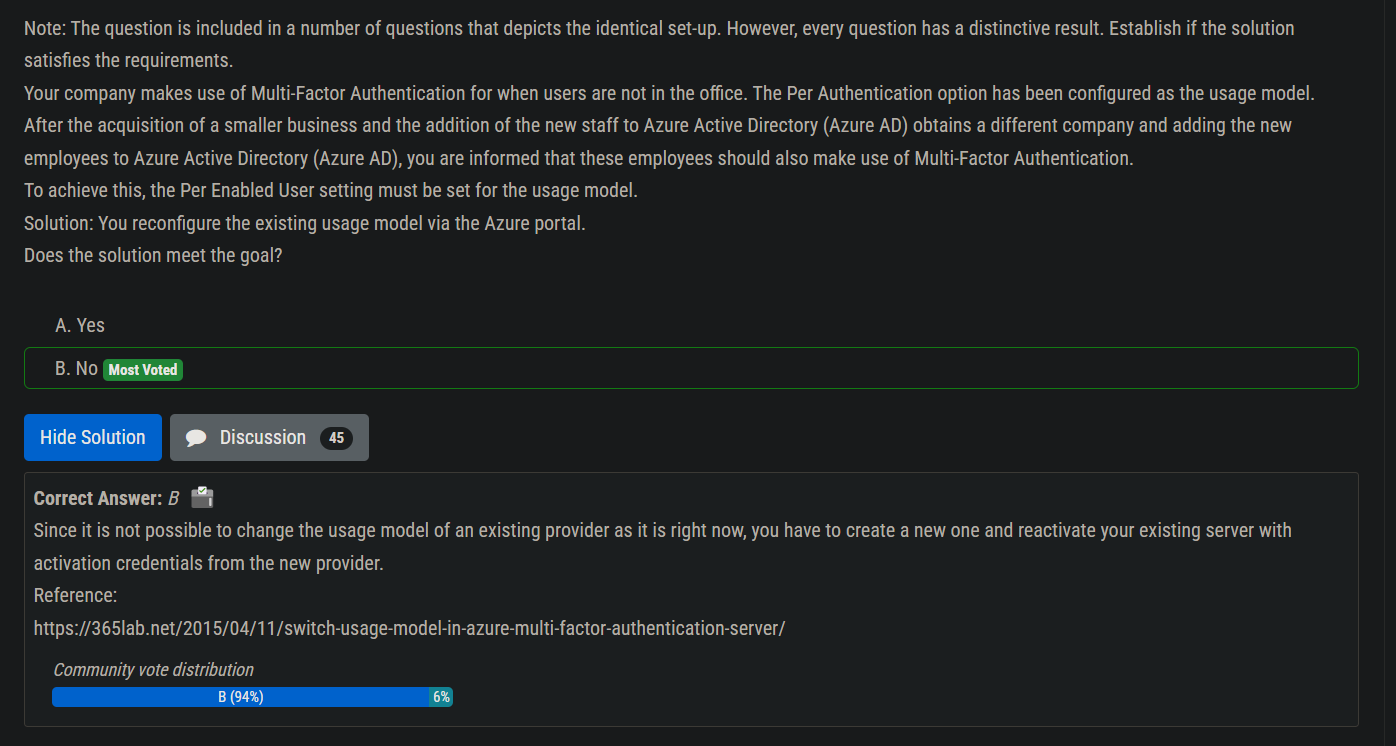 Note: The question is included in a number of questions that depicts the identical set-up. However, every question has a distinctive result. Establish if the solution
satisfies the requirements.
Your company makes use of Multi-Factor Authentication for when users are not in the office. The Per Authentication option has been configured as the usage model.
After the acquisition of a smaller business and the addition of the new staff to Azure Active Directory (Azure AD) obtains a different company and adding the new
employees to Azure Active Directory (Azure AD), you are informed that these employees should also make use of Multi-Factor Authentication.
To achieve this, the Per Enabled User setting must be set for the usage model.
Solution: You reconfigure the existing usage model via the Azure portal.
Does the solution meet the goal?
A. Yes
B. No Most Voted
Hide Solution Discussion 45
Correct Answer: B
Since it is not possible to change the usage model of an existing provider as it is right now, you have to create a new one and reactivate your existing server with
activation credentials from the new provider.
Reference:
https://365lab.net/2015/04/11/switch-usage-model-in-azure-multi-factor-authentication-server/
Community vote distribution
B (94%) 6%